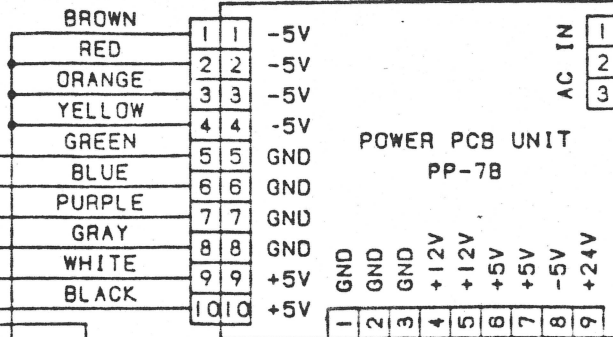 BROWN 1 1 -5V
RED 2 2 -5V
ORANGE 3 3 -5V
YELLOW 4 4 -5V
GREEN 5 5 GND
BLUE 6 6 GND
PURPLE 7 7 GND
GRAY 8 8 GND
WHITE 9 9 +5V
BLACK 10 10 +5V
AC IN 1 2 3
POWER PCB UNIT
PP-7B
GND GND GND +12V +12V +5V +5V -5V +24V
1 2 3 4 5 6 7 8 9